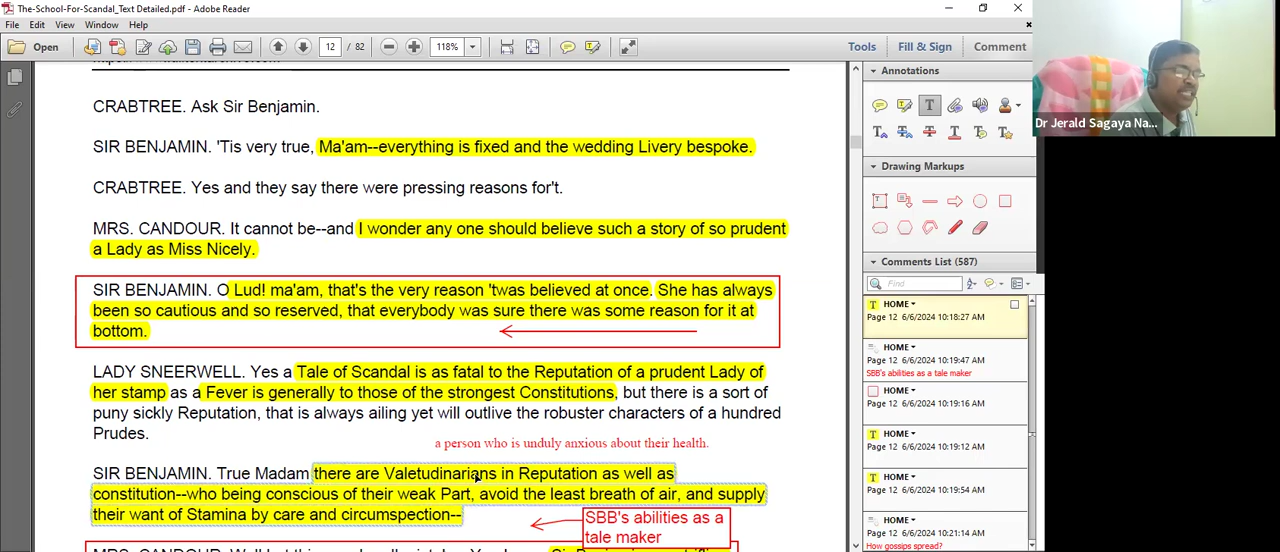 The-School-For-Scandal_Text Detailed.pdf - Adobe Reader
File Edit View Window Help
Open 12 / 82 118% Tools Fill & Sign Comment
CRABTREE. Ask Sir Benjamin.
SIR BENJAMIN. 'Tis very true, Ma'am--everything is fixed and the wedding Livery bespoke.
CRABTREE. Yes and they say there were pressing reasons for't.
MRS. CANDOUR. It cannot be--and I wonder any one should believe such a story of so prudent
a Lady as Miss Nicely.
SIR BENJAMIN. O Lud! ma'am, that's the very reason 'twas believed at once. She has always
been so cautious and so reserved, that everybody was sure there was some reason for it at
bottom.
LADY SNEERWELL. Yes a Tale of Scandal is as fatal to the Reputation of a prudent Lady of
her stamp as a Fever is generally to those of the strongest Constitutions, but there is a sort of
puny sickly Reputation, that is always ailing yet will outlive the robuster characters of a hundred
Prudes.
a person who is unduly anxious about their health.
SIR BENJAMIN. True Madam there are Valetudinarians in Reputation as well as
constitution--who being conscious of their weak Part, avoid the least breath of air, and supply
their want of Stamina by care and circumspection--
SBB's abilities as a
tale maker
Annotations
Drawing Markups
Comments List (587)
Find
HOME
Page 12 6/6/2024 10:18:27 AM
HOME
Page 12 6/6/2024 10:19:47 AM
SBB's abilities as a tale maker
HOME
Page 12 6/6/2024 10:19:16 AM
HOME
Page 12 6/6/2024 10:19:12 AM
HOME
Page 12 6/6/2024 10:19:54 AM
HOME
Page 12 6/6/2024 10:21:14 AM
How gossips spread?
Dr Jerald Sagaya Na...